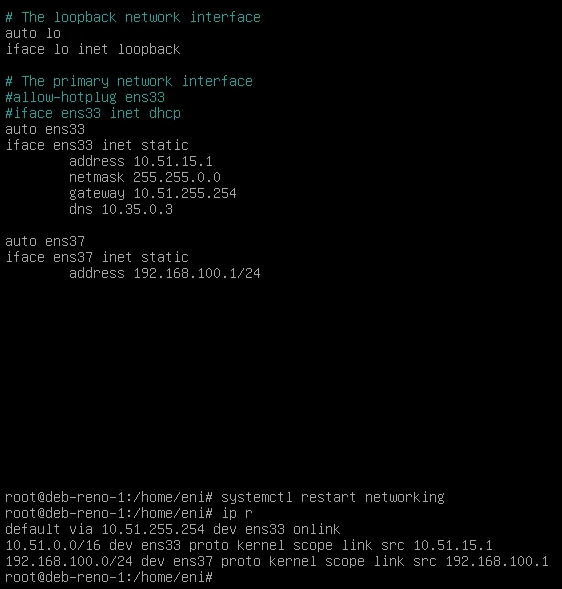 # The loopback network interface
auto lo
iface lo inet loopback
# The primary network interface
#allow-hotplug ens33
#iface ens33 inet dhcp
auto ens33
iface ens33 inet static
address 10.51.15.1
netmask 255.255.0.0
gateway 10.51.255.254
dns 10.35.0.3
auto ens37
iface ens37 inet static
address 192.168.100.1/24
root@deb-reno-1:/home/eni# systemctl restart networking
root@deb-reno-1:/home/eni# ip r
default via 10.51.255.254 dev ens33 onlink
10.51.0.0/16 dev ens33 proto kernel scope link src 10.51.15.1
192.168.100.0/24 dev ens37 proto kernel scope link src 192.168.100.1
root@deb-reno-1:/home/eni#